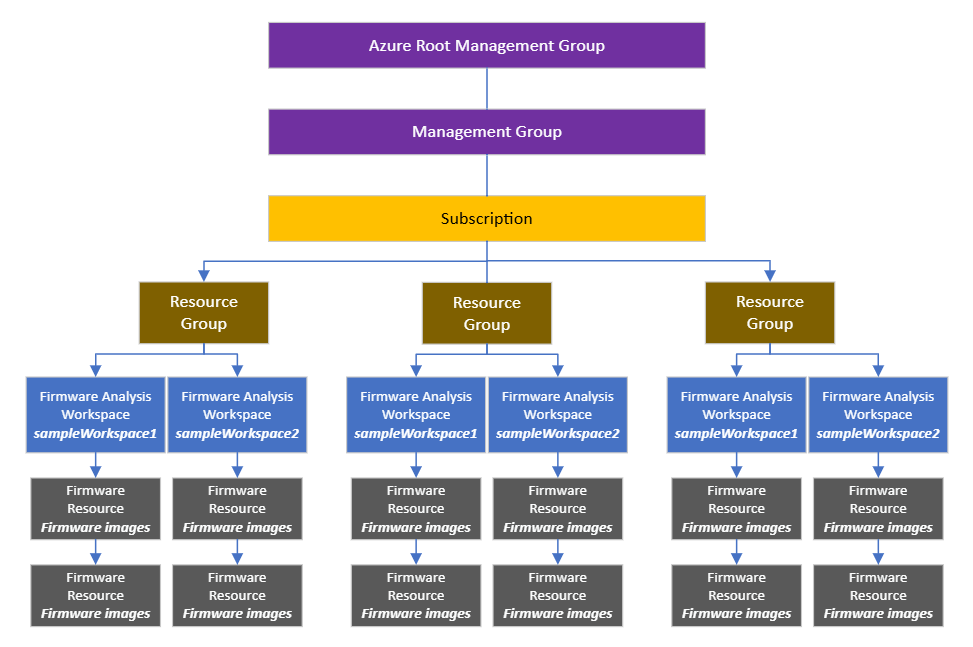 Azure Root Management Group
Management Group
Subscription
Resource
Group
Resource
Group
Resource
Group
Firmware Analysis
Workspace
sampleWorkspace1
Firmware Analysis
Workspace
sampleWorkspace2
Firmware Analysis
Workspace
sampleWorkspace1
Firmware Analysis
Workspace
sampleWorkspace2
Firmware Analysis
Workspace
sampleWorkspace1
Firmware Analysis
Workspace
sampleWorkspace2
Firmware
Resource
Firmware images
Firmware
Resource
Firmware images
Firmware
Resource
Firmware images
Firmware
Resource
Firmware images
Firmware
Resource
Firmware images
Firmware
Resource
Firmware images
Firmware
Resource
Firmware images
Firmware
Resource
Firmware images
Firmware
Resource
Firmware images
Firmware
Resource
Firmware images
Firmware
Resource
Firmware images
Firmware
Resource
Firmware images